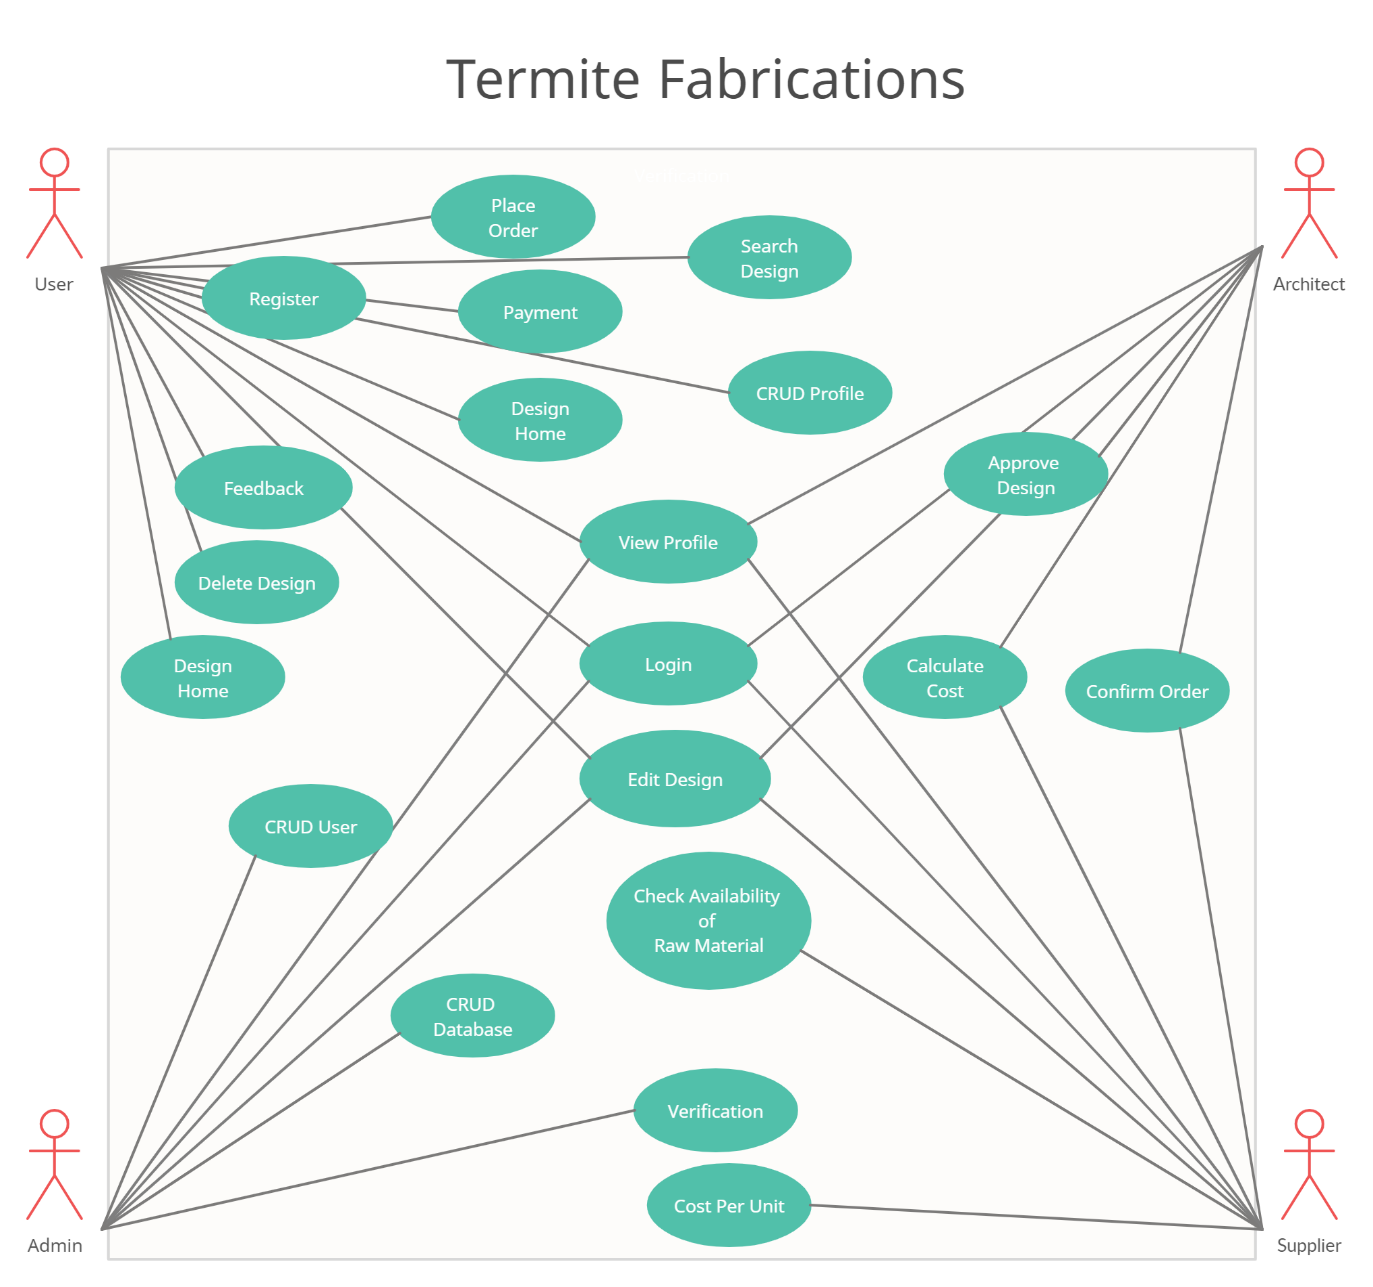 Termite Fabrications
Verification
Place
Order
Search
Design
User
Architect
Register
Payment
CRUD Profile
Design
Home
Approve
Design
Feedback
View Profile
Delete Design
Login
Design
Home
Calculate
Cost
Confirm Order
Edit Design
CRUD User
Check Availability
of
Raw Material
CRUD
Database
Verification
Cost Per Unit
Admin
Supplier